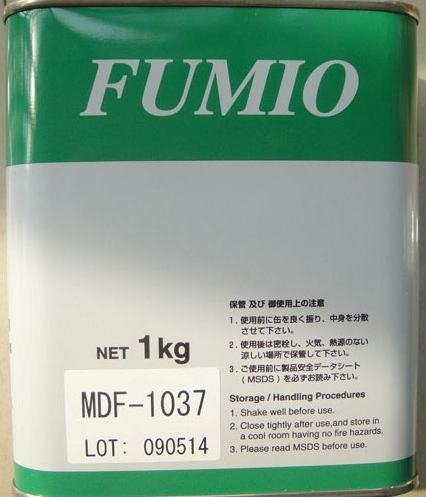 FUMIO
保管 及び 御使用上の注意
1. 使用前に缶を良く振り、中身を分散
させて下さい。
2. 使用後は密栓し、火気、熱源のない
涼しい場所で保管して下さい。
3. ご使用前に製品安全データシート
(MSDS) を必ずお読み下さい。
NET 1kg
MDF-1037
LOT: 090514
Storage / Handling Procedures
1. Shake well before use.
2. Close tightly after use,and store in
a cool room having no fire hazards.
3. Please read MSDS before use.